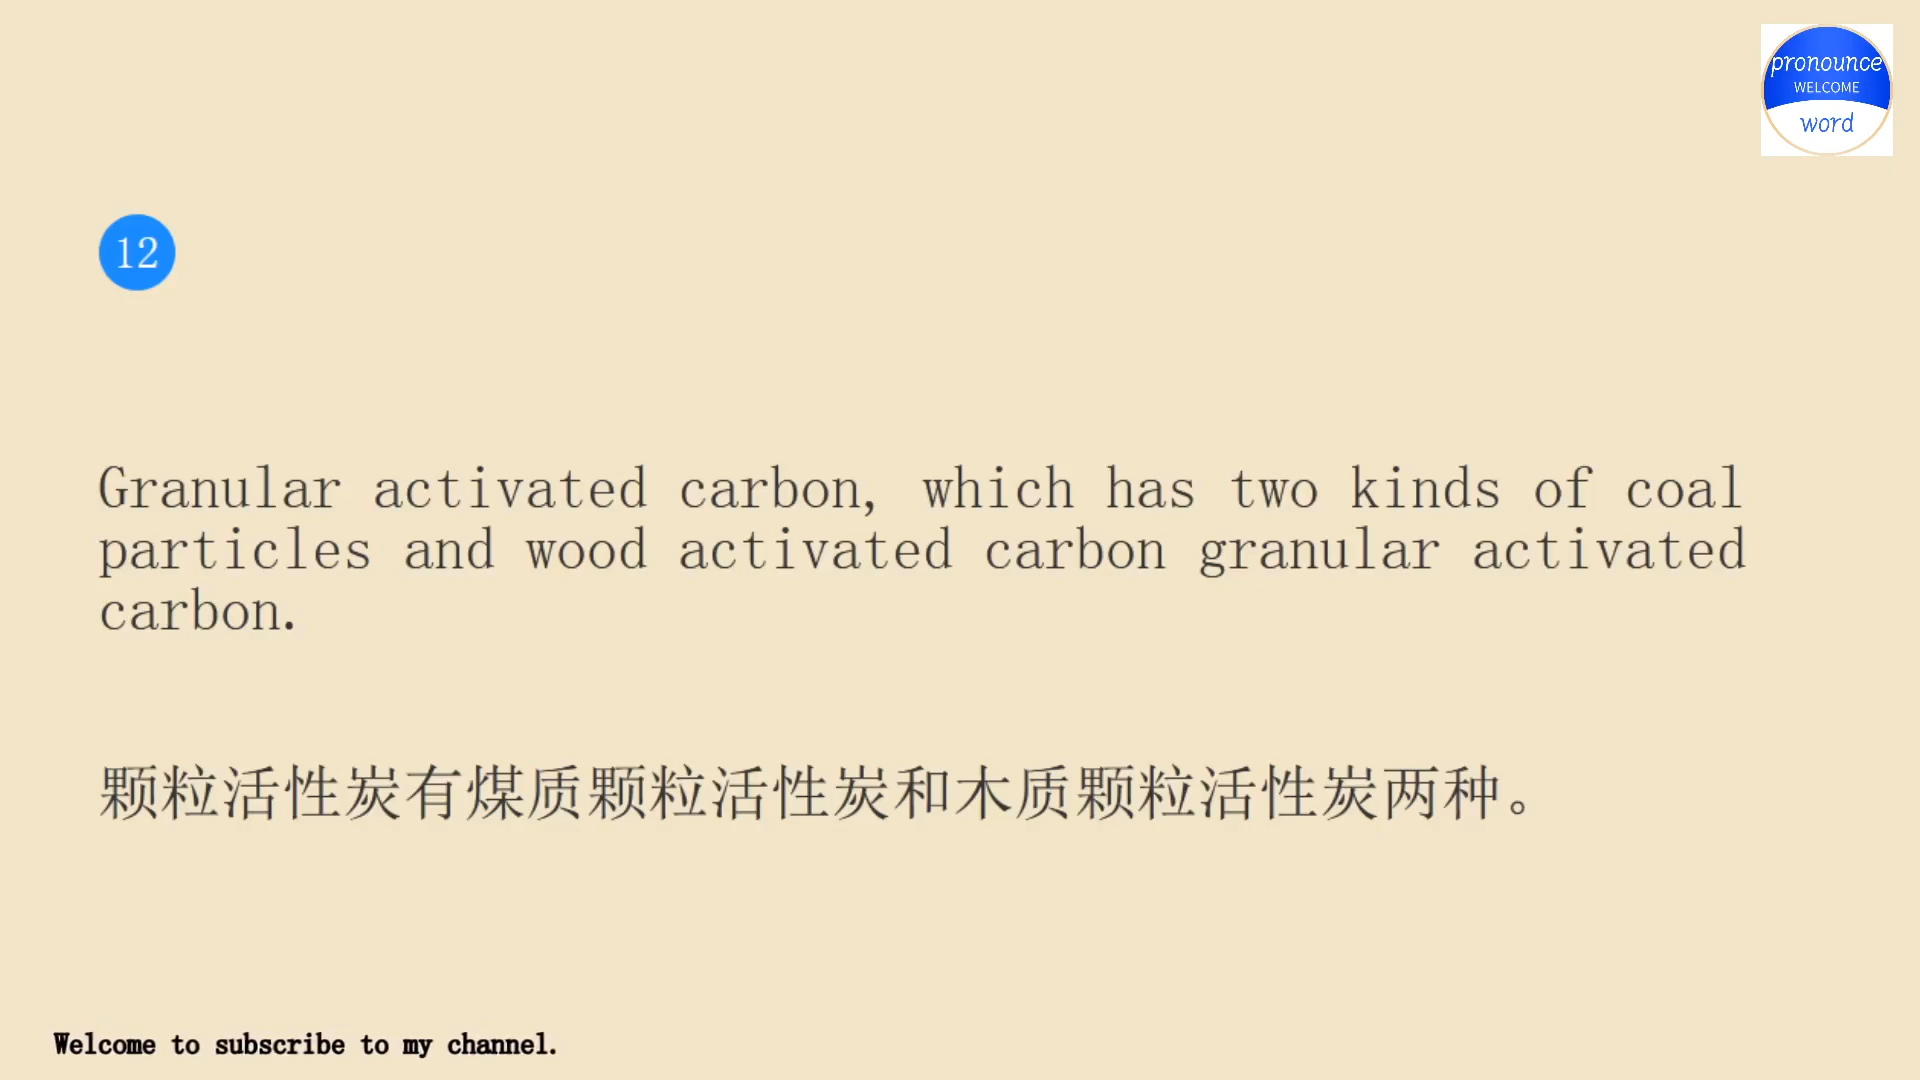 pronounce
WELCOME
word
12
Granular activated carbon, which has two kinds of coal
particles and wood activated carbon granular activated
carbon.
颗粒活性炭有煤质颗粒活性炭和木质颗粒活性炭两种。
Welcome to subscribe to my channel.